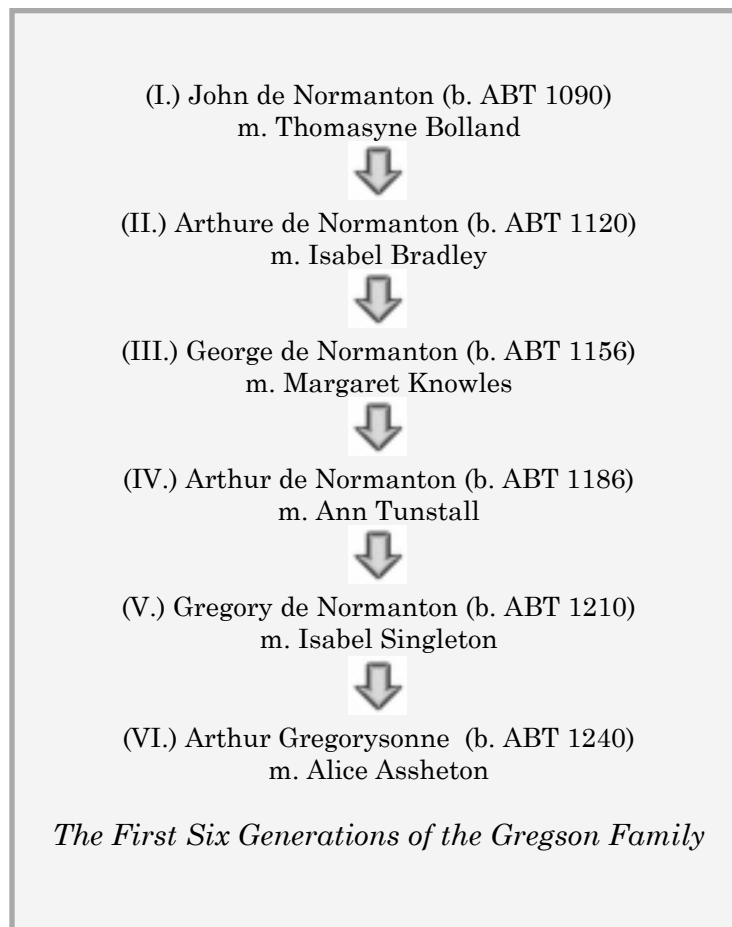 (I.) John de Normanton (b. ABT 1090)
m. Thomasyne Bolland
(II.) Arthure de Normanton (b. ABT 1120)
m. Isabel Bradley
(III.) George de Normanton (b. ABT 1156)
m. Margaret Knowles
(IV.) Arthur de Normanton (b. ABT 1186)
m. Ann Tunstall
(V.) Gregory de Normanton (b. ABT 1210)
m. Isabel Singleton
(VI.) Arthur Gregorysonne (b. ABT 1240)
m. Alice Assheton
The First Six Generations of the Gregson Family